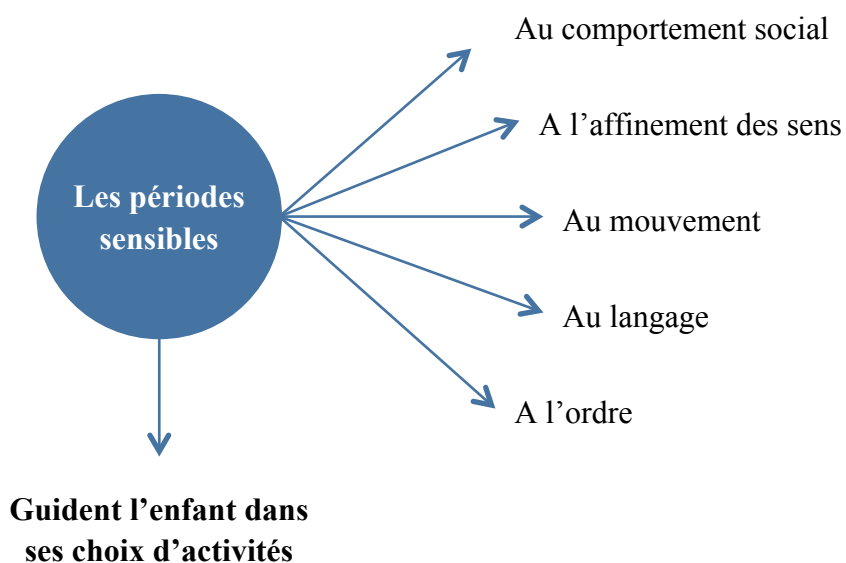 Au comportement social
A l’affinement des sens
Les périodes
sensibles
Au mouvement
Au langage
A l’ordre
Guident l’enfant dans
ses choix d’activités